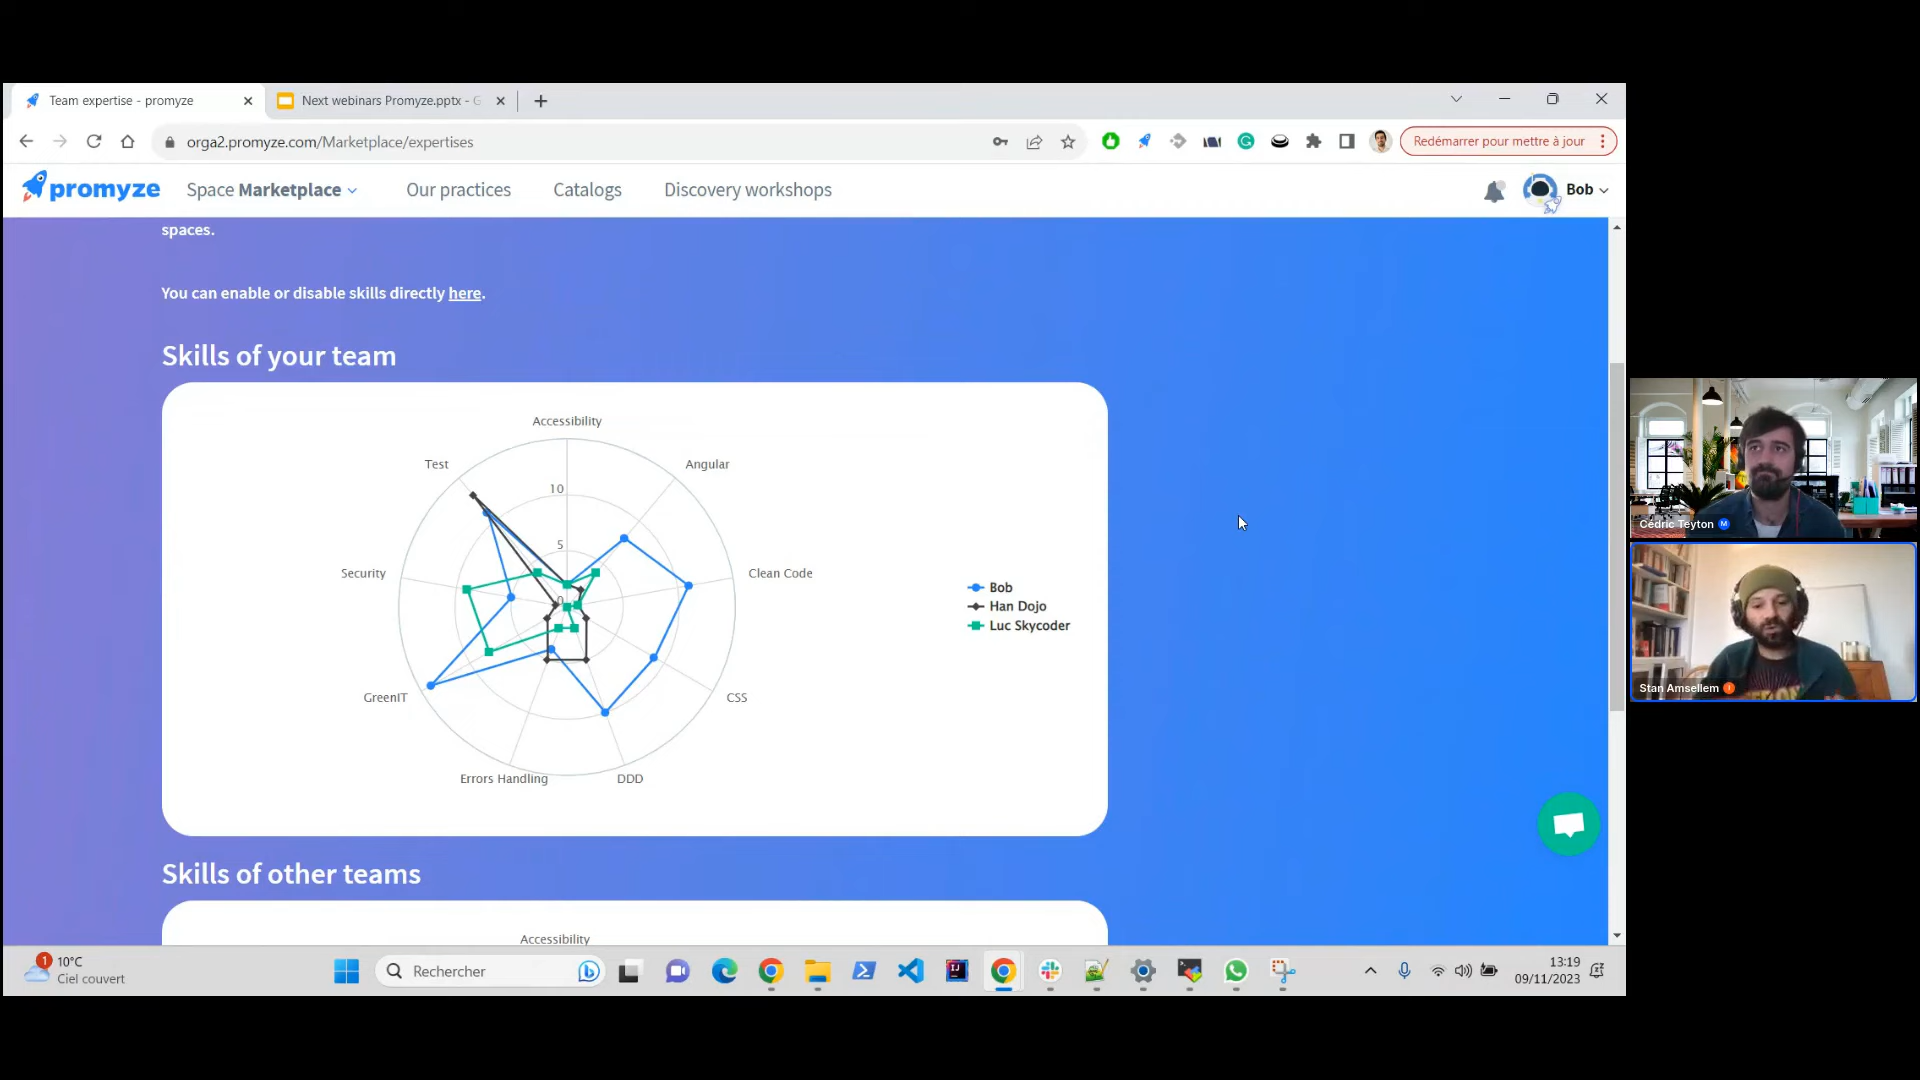 Team expertise - promyze
Next webinars Promyze.pptx - G
orga2.promyze.com/Marketplace/expertises
Redémarrer pour mettre à jour
promyze
Space Marketplace
Our practices
Catalogs
Discovery workshops
Bob
spaces.
You can enable or disable skills directly here.
Skills of your team
Accessibility
Test
Angular
10
5
0
Security
Clean Code
GreenIT
CSS
Errors Handling
DDD
Bob
Han Dojo
Luc Skycoder
Skills of other teams
Accessibility
Cédric Teyton
M
Stan Amsellem
1
10°C
Ciel couvert
Rechercher
13:19
09/11/2023